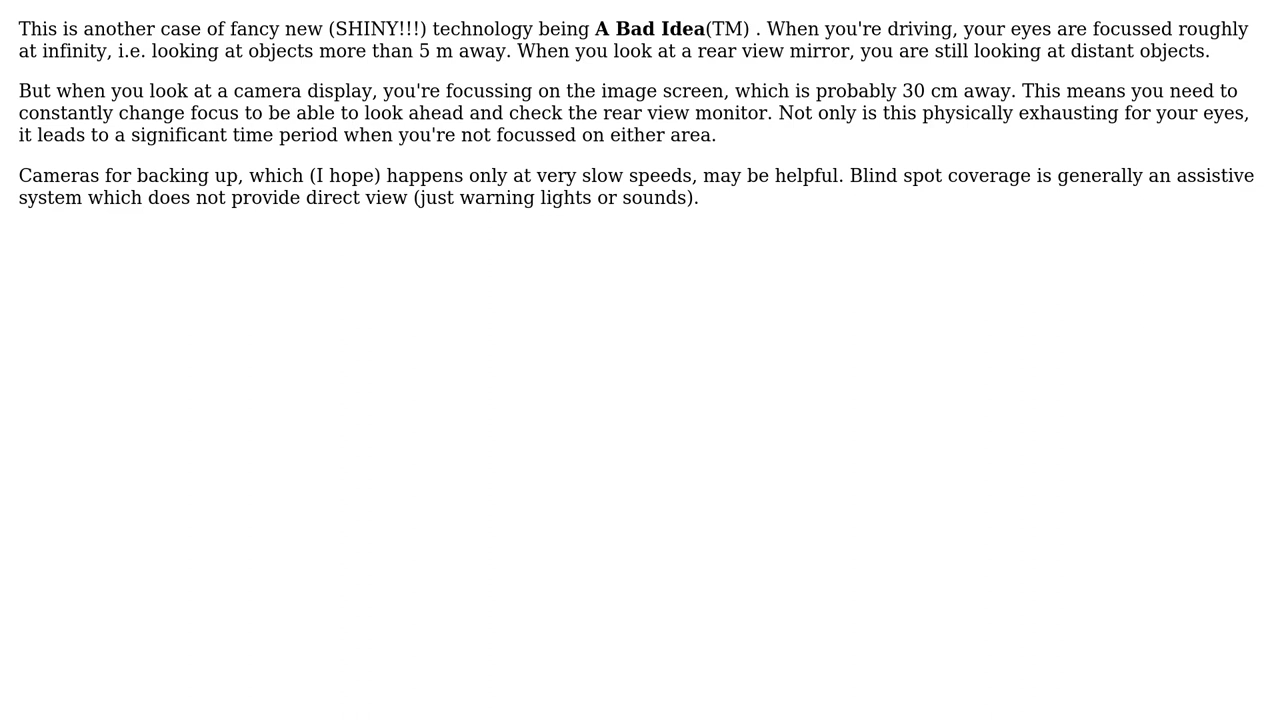 This is another case of fancy new (SHINY!!!) technology being A Bad Idea(TM) . When you're driving, your eyes are focussed roughly
at infinity, i.e. looking at objects more than 5 m away. When you look at a rear view mirror, you are still looking at distant objects.
But when you look at a camera display, you're focussing on the image screen, which is probably 30 cm away. This means you need to
constantly change focus to be able to look ahead and check the rear view monitor. Not only is this physically exhausting for your eyes,
it leads to a significant time period when you're not focussed on either area.
Cameras for backing up, which (I hope) happens only at very slow speeds, may be helpful. Blind spot coverage is generally an assistive
system which does not provide direct view (just warning lights or sounds).